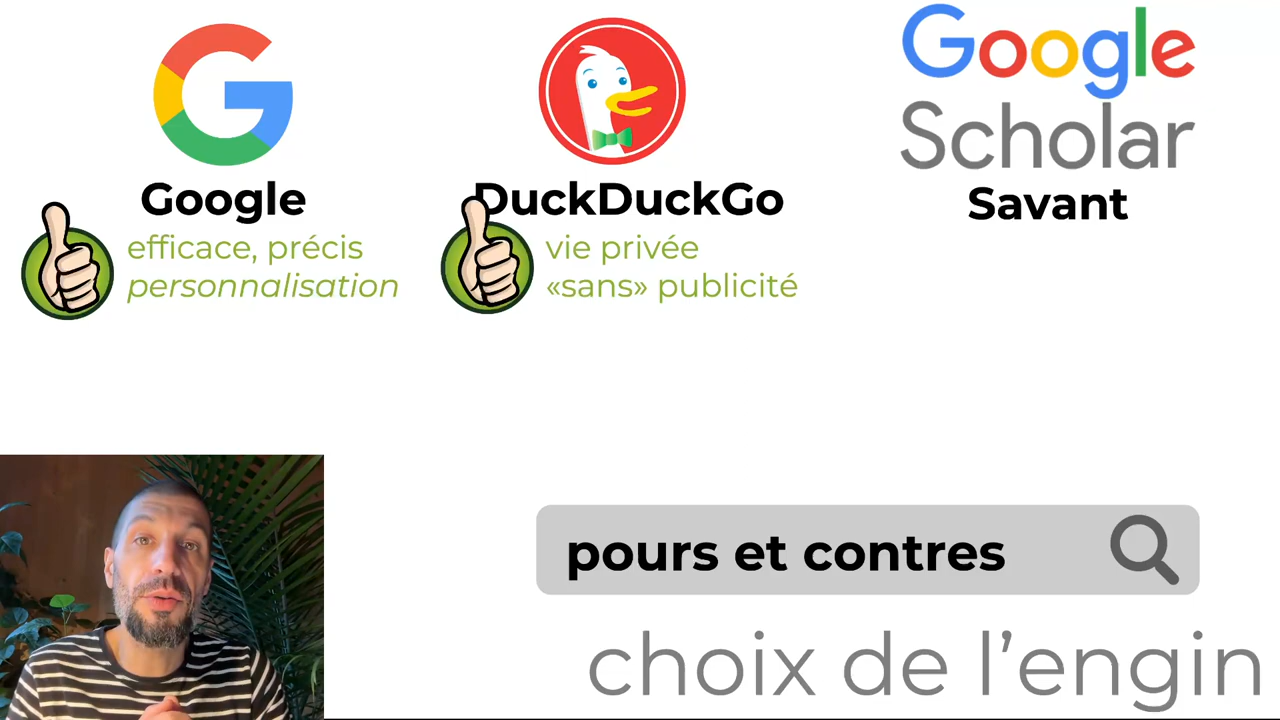 Google
efficace, précis
personnalisation
DuckDuckGo
vie privée
«sans» publicité
Google
Scholar
Savant
pours et contres
choix de l’engin